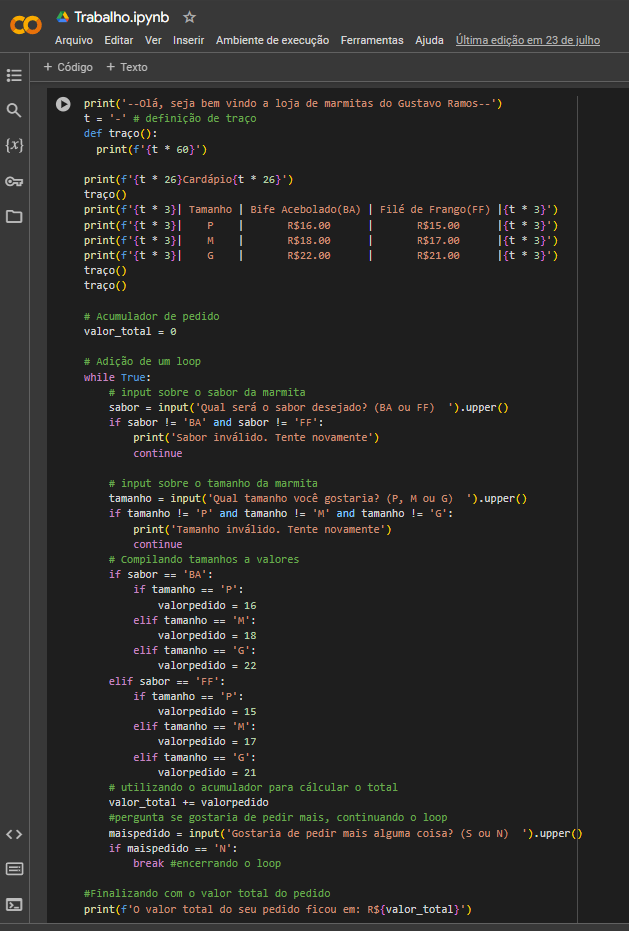 Trabalho.ipynb
Arquivo Editar Ver Inserir Ambiente de execução Ferramentas Ajuda Última edição em 23 de julho
+ Código + Texto
print('--Olá, seja bem vindo a loja de marmitas do Gustavo Ramos--')
t = '-' # definição de traço
def traço():
  print(f'{t * 60}')

print(f'{t * 26}Cardápio{t * 26}')
traço()
print(f'{t * 3}| Tamanho | Bife Acebolado(BA) | Filé de Frango(FF) |{t * 3}')
print(f'{t * 3}|    P    |       R$16.00      |       R$15.00      |{t * 3}')
print(f'{t * 3}|    M    |       R$18.00      |       R$17.00      |{t * 3}')
print(f'{t * 3}|    G    |       R$22.00      |       R$21.00      |{t * 3}')
traço()
traço()

# Acumulador de pedido
valor_total = 0

# Adição de um loop
while True:
    # input sobre o sabor da marmita
    sabor = input('Qual será o sabor desejado? (BA ou FF)  ').upper()
    if sabor != 'BA' and sabor != 'FF':
        print('Sabor inválido. Tente novamente')
        continue

    # input sobre o tamanho da marmita
    tamanho = input('Qual tamanho você gostaria? (P, M ou G)  ').upper()
    if tamanho != 'P' and tamanho != 'M' and tamanho != 'G':
        print('Tamanho inválido. Tente novamente')
        continue
    # Compilando tamanhos a valores
    if sabor == 'BA':
        if tamanho == 'P':
            valorpedido = 16
        elif tamanho == 'M':
            valorpedido = 18
        elif tamanho == 'G':
            valorpedido = 22
    elif sabor == 'FF':
        if tamanho == 'P':
            valorpedido = 15
        elif tamanho == 'M':
            valorpedido = 17
        elif tamanho == 'G':
            valorpedido = 21
    # utilizando o acumulador para cálcular o total
    valor_total += valorpedido
    #pergunta se gostaria de pedir mais, continuando o loop
    maispedido = input('Gostaria de pedir mais alguma coisa? (S ou N)  ').upper()
    if maispedido == 'N':
        break #encerrando o loop

#Finalizando com o valor total do pedido
print(f'O valor total do seu pedido ficou em: R${valor_total}')